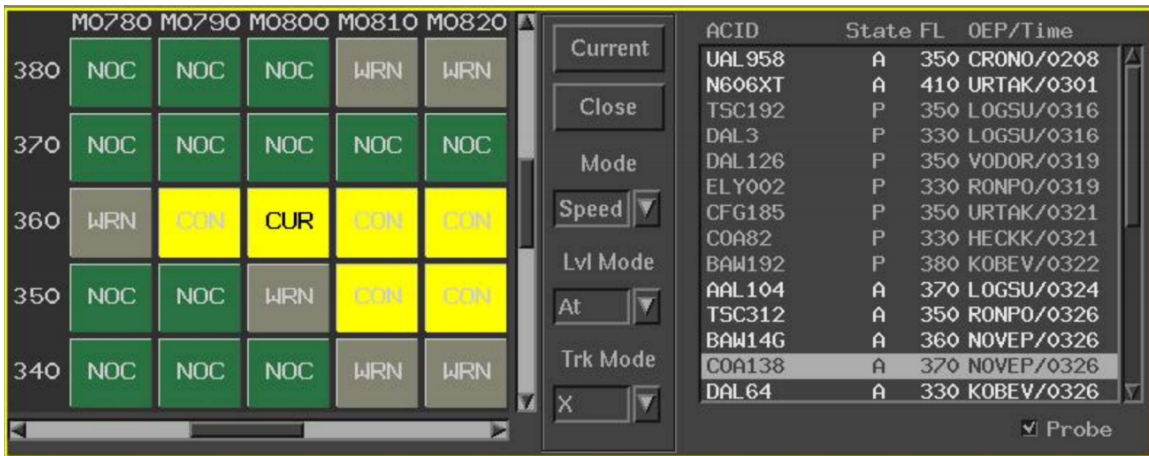 M0780 M0790 M0800 M0810 M0820
380 NOC NOC NOC WRN WRN
370 NOC NOC NOC NOC NOC
360 WRN CON CUR CON CON
350 NOC NOC WRN CON CON
340 NOC NOC NOC WRN WRN
Current
Close
Mode
Speed
Lvl Mode
At
Trk Mode
X
ACID State FL OEP/Time
UAL958 A 350 CRONO/0208
N606XT A 410 URTAK/0301
TSC192 P 350 LOGSU/0316
DAL3 P 330 LOGSU/0316
DAL126 P 350 VODOR/0319
ELY002 P 330 RONPO/0319
CFG185 P 350 URTAK/0321
COA82 P 330 HECKK/0321
BAW192 P 380 KOBEV/0322
AAL104 A 370 LOGSU/0324
TSC312 A 350 RONPO/0326
BAW14G A 360 NOVEP/0326
COA138 A 370 NOVEP/0326
DAL64 A 330 KOBEV/0326
Probe